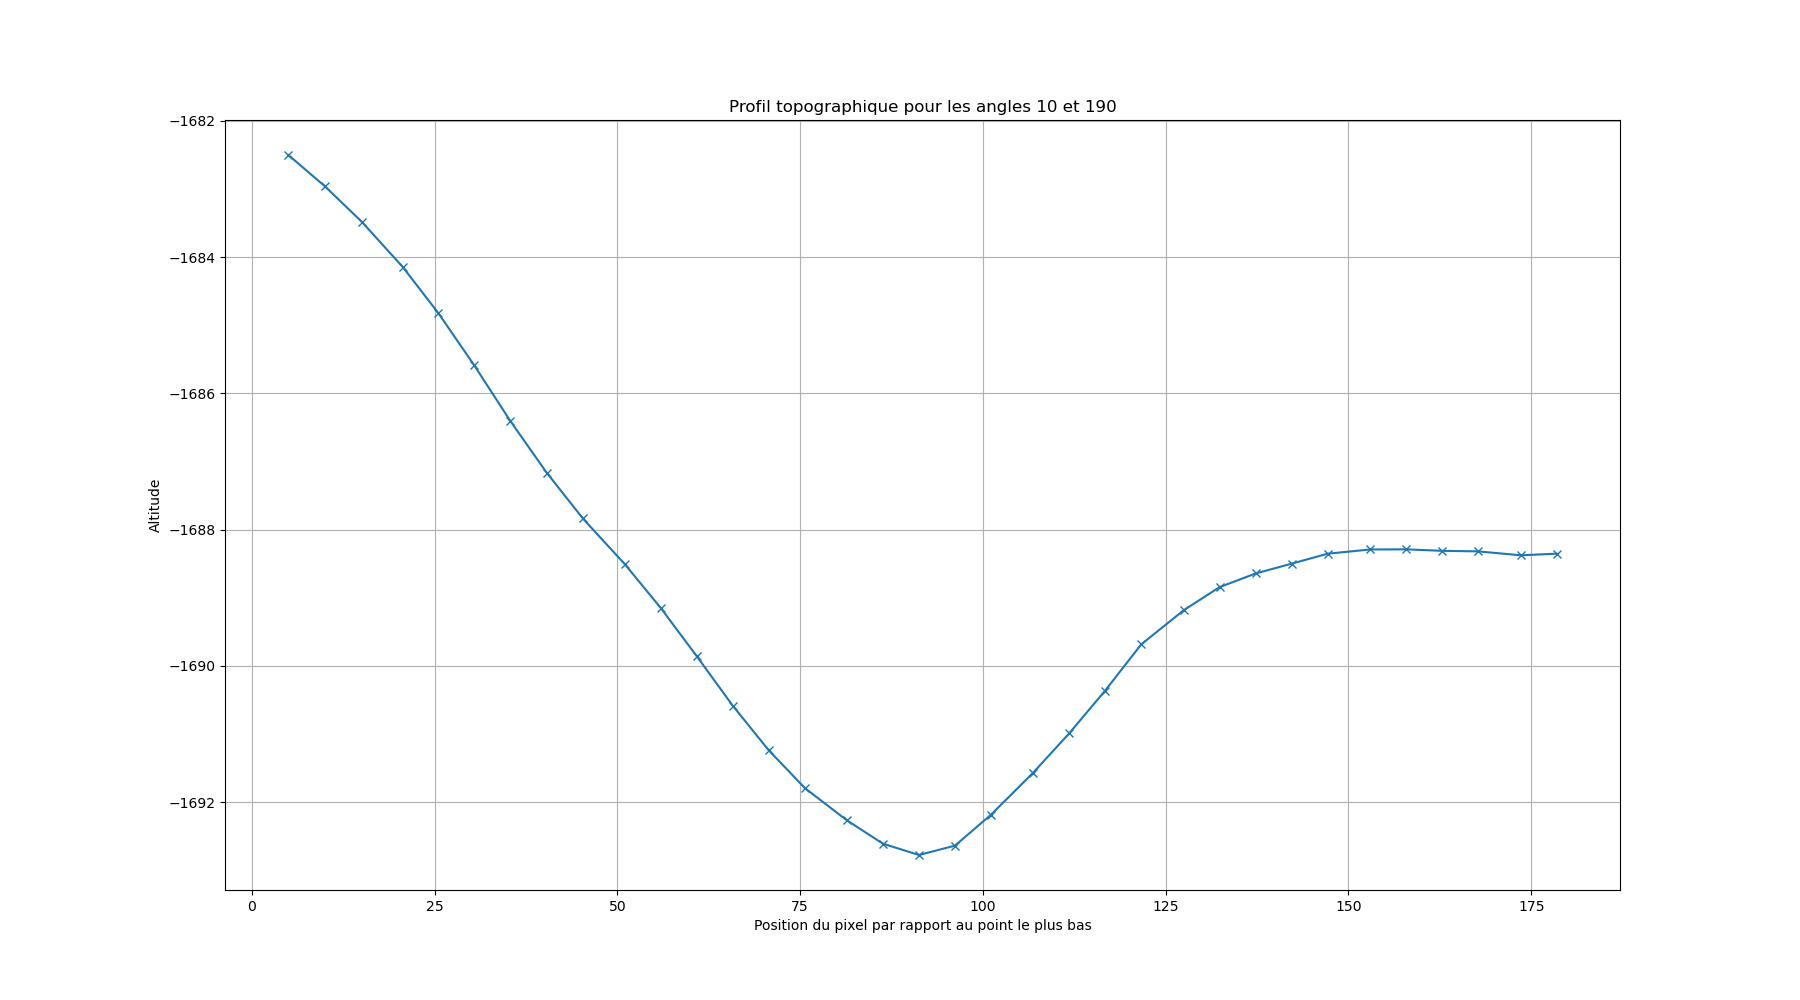 Profil topographique pour les angles 10 et 190
−1682
−1684
−1686
−1688
−1690
−1692
Altitude
0 25 50 75 100 125 150 175
Position du pixel par rapport au point le plus bas